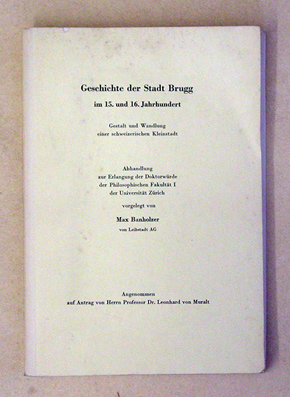 Geschichte der Stadt Brugg
im 15. und 16. Jahrhundert
Gestalt und Wandlung
einer schweizerischen Kleinstadt
Abhandlung
zur Erlangung der Doktorwürde
der Philosophischen Fakultät I
der Universität Zürich
vorgelegt von
Max Banholzer
von Leibstadt AG
Angenommen
auf Antrag von Herrn Professor Dr. Leonhard von Muralt